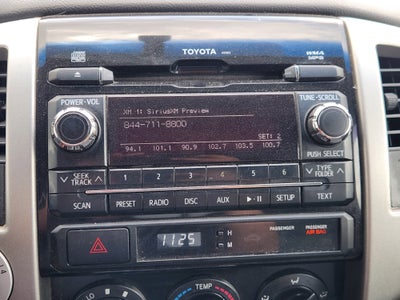 TOYOTA
WMA
MP3
POWER·VOL
TUNE·SCROLL
XM 1: SiriusXM Preview
844-711-8800
SET: 2
94.1 101.1 90.9 102.7 103.5 100.7
PUSH SELECT
SEEK
TRACK
1 2 3 4 5 6
TYPE
FOLDER
SCAN PRESET RADIO DISC AUX SETUP TEXT
1125
H
M
PASSENGER
PASSENGER
AIR BAG
LO HI
TEMP